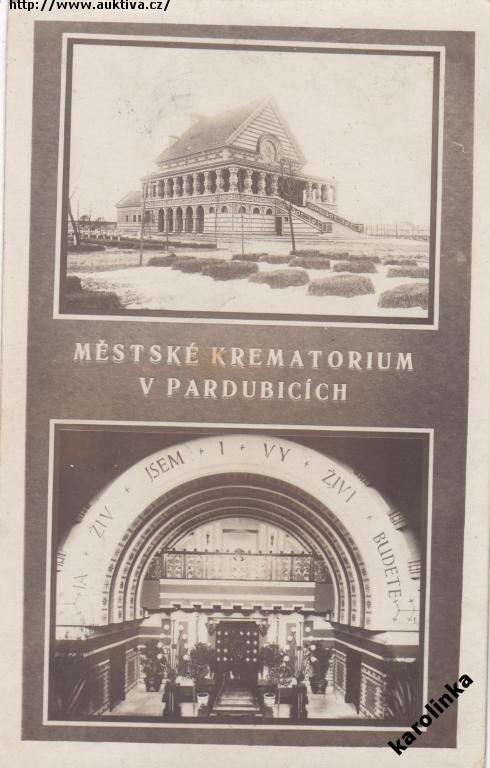 http://www.auktiva.cz/
MĚSTSKÉ KREMATORIUM
V PARDUBICÍCH
JÁ + ŽIV + JSEM + I + VY + ŽIVI BUDETE
karolinka